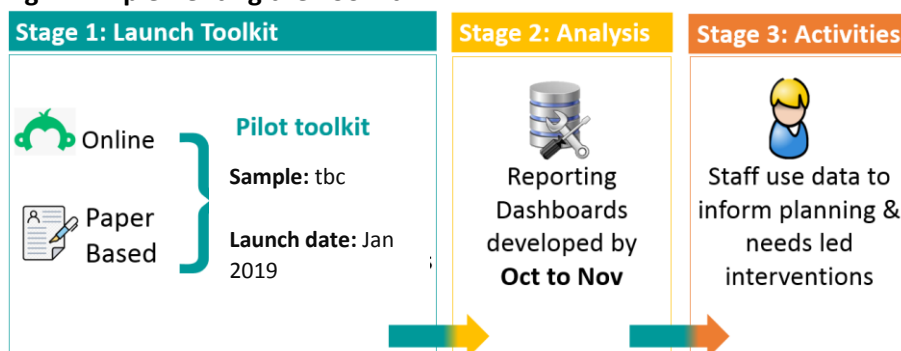 Stage 1: Launch Toolkit
Online
Paper
Based
Pilot toolkit
Sample: tbc
Launch date: Jan
2019
Stage 2: Analysis
Reporting
Dashboards
developed by
Oct to Nov
Stage 3: Activities
Staff use data to
inform planning &
needs led
interventions